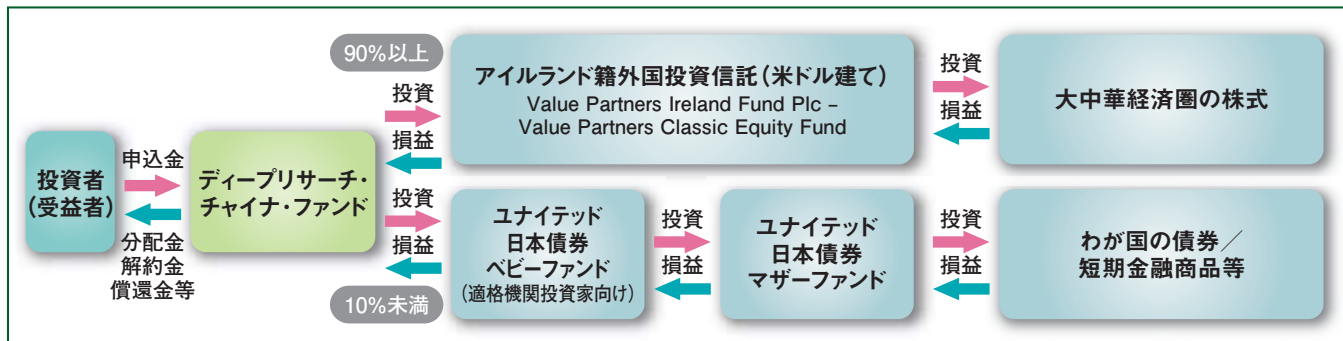 投資者
(受益者)
申込金
分配金
解約金
償還金等
ディープリサーチ・
チャイナ・ファンド
90%以上
投資
損益
アイルランド籍外国投資信託(米ドル建て)
Value Partners Ireland Fund Plc –
Value Partners Classic Equity Fund
投資
損益
大中華経済圏の株式
投資
損益
10%未満
ユナイテッド
日本債券
ベビーファンド
(適格機関投資家向け)
投資
損益
ユナイテッド
日本債券
マザーファンド
投資
損益
わが国の債券/
短期金融商品等